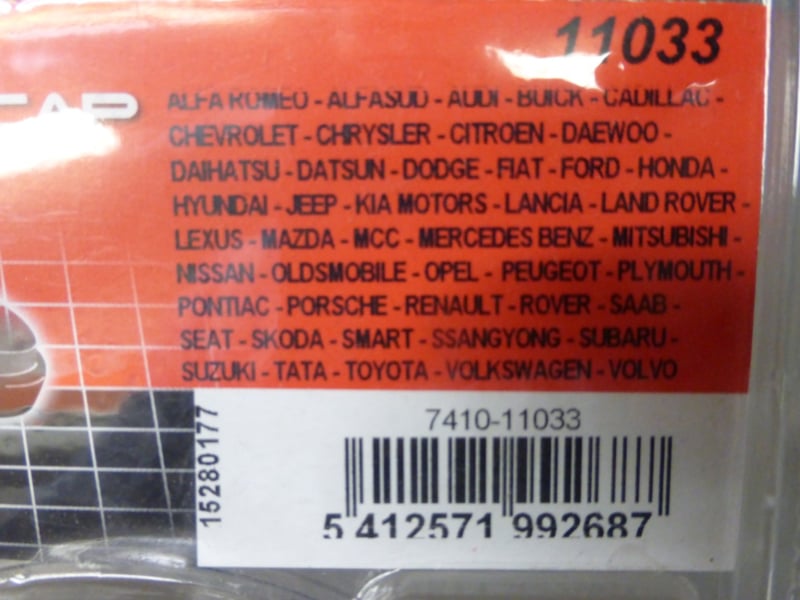 11033
CAP
ALFA ROMEO - ALFASUD - AUDI - BUICK - CADILLAC -
CHEVROLET - CHRYSLER - CITROEN - DAEWOO -
DAIHATSU - DATSUN - DODGE - FIAT - FORD - HONDA -
HYUNDAI - JEEP - KIA MOTORS - LANCIA - LAND ROVER -
LEXUS - MAZDA - MCC - MERCEDES BENZ - MITSUBISHI -
NISSAN - OLDSMOBILE - OPEL - PEUGEOT - PLYMOUTH -
PONTIAC - PORSCHE - RENAULT - ROVER - SAAB -
SEAT - SKODA - SMART - SSANGYONG - SUBARU -
SUZUKI - TATA - TOYOTA - VOLKSWAGEN - VOLVO
7410-11033
15280177
5 412571 992687